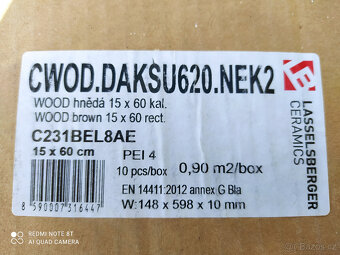 CWOD.DAKSU620.NEK2
WOOD hnědá 15 x 60 kal.
WOOD brown 15 x 60 rect.
C231BEL8AE
15 x 60 cm
PEI 4
10 pcs/box
0,90 m2/box
EN 14411:2012 annex G BIa
W:148 x 598 x 10 mm
8 590007 316447
LASSELSBERGER
CERAMICS
REDMI NOTE 8T
AI QUAD CAMERA